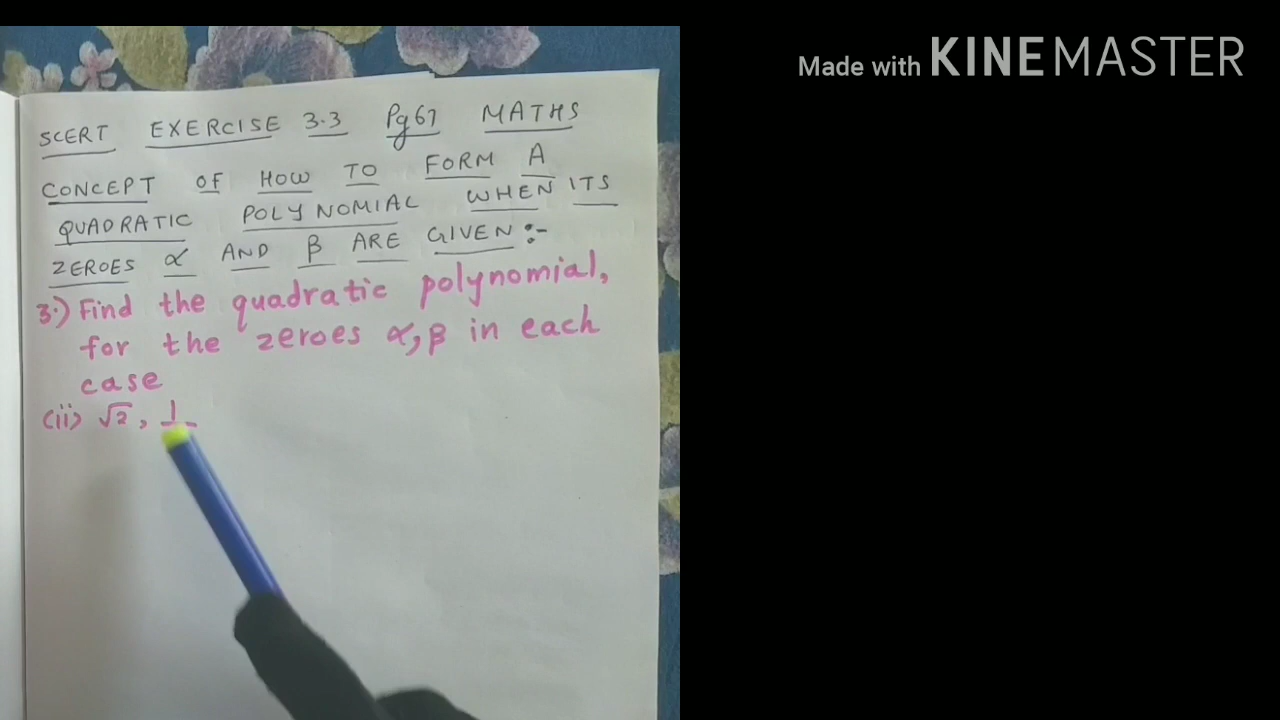 Made with KINEMASTER
SCERT EXERCISE 3.3 Pg 67 MATHS
CONCEPT OF HOW TO FORM A
QUADRATIC POLYNOMIAL WHEN ITS
ZEROES α AND β ARE GIVEN :-
3.) Find the quadratic polynomial,
for the zeroes α, β in each
case
(ii) √2, 1